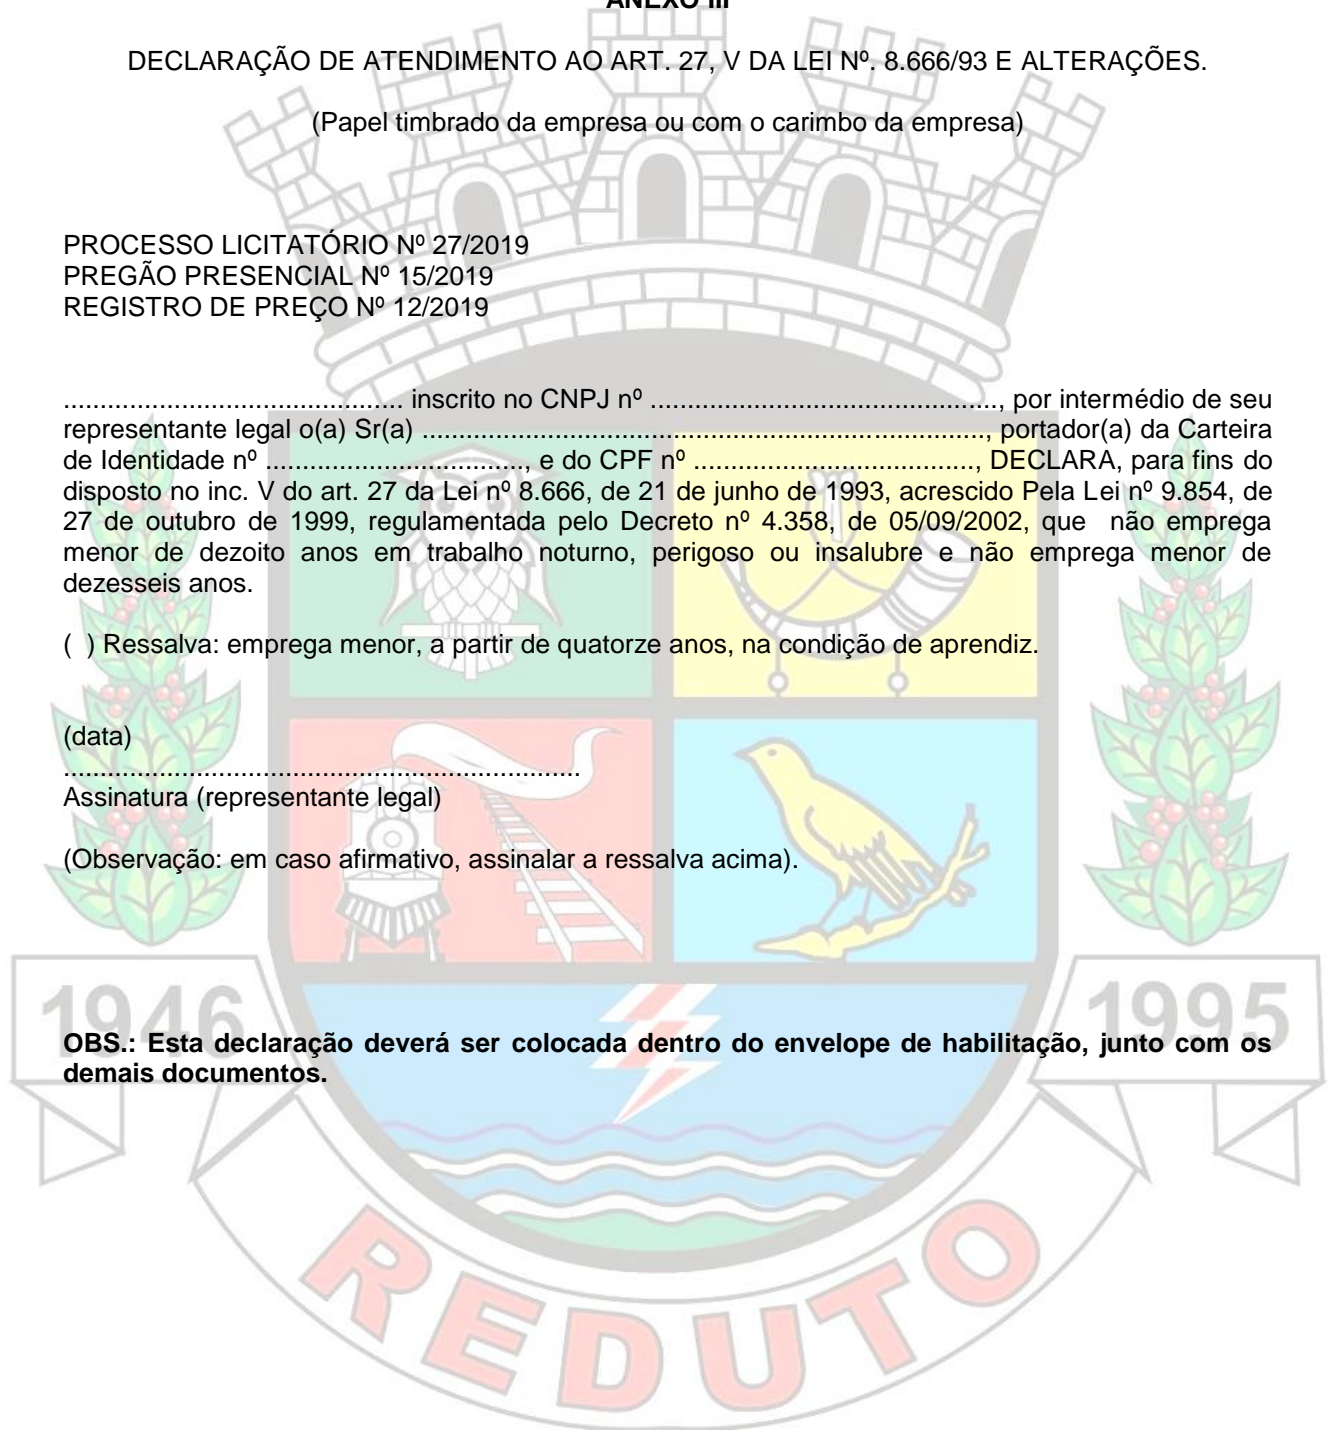 ANEXO III
DECLARAÇÃO DE ATENDIMENTO AO ART. 27, V DA LEI Nº. 8.666/93 E ALTERAÇÕES.
(Papel timbrado da empresa ou com o carimbo da empresa)
PROCESSO LICITATÓRIO Nº 27/2019
PREGÃO PRESENCIAL Nº 15/2019
REGISTRO DE PREÇO Nº 12/2019
.............................................. inscrito no CNPJ nº ..............................................., por intermédio de seu
representante legal o(a) Sr(a) ............................................................................, portador(a) da Carteira
de Identidade nº ..................................., e do CPF nº ......................................, DECLARA, para fins do
disposto no inc. V do art. 27 da Lei nº 8.666, de 21 de junho de 1993, acrescido Pela Lei nº 9.854, de
27 de outubro de 1999, regulamentada pelo Decreto nº 4.358, de 05/09/2002, que não emprega
menor de dezoito anos em trabalho noturno, perigoso ou insalubre e não emprega menor de
dezesseis anos.
( ) Ressalva: emprega menor, a partir de quatorze anos, na condição de aprendiz.
(data)
......................................................................
Assinatura (representante legal)
(Observação: em caso afirmativo, assinalar a ressalva acima).
1946
1995
OBS.: Esta declaração deverá ser colocada dentro do envelope de habilitação, junto com os
demais documentos.
REDUTO